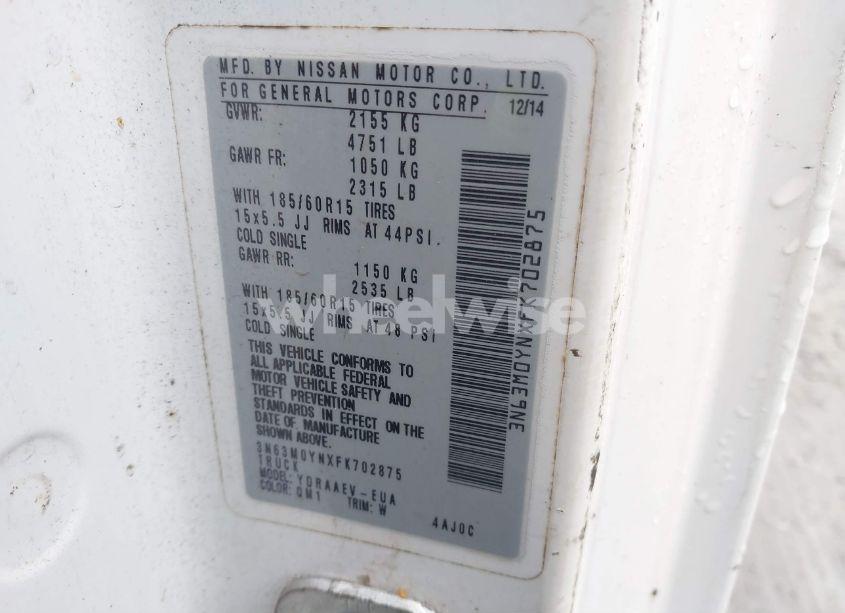 MFD. BY NISSAN MOTOR CO., LTD.
FOR GENERAL MOTORS CORP. 12/14
GVWR: 2155 KG
4751 LB
GAWR FR: 1050 KG
2315 LB
WITH 185/60R15 TIRES
15x5.5 JJ RIMS AT 44PSI.
COLD SINGLE
GAWR RR: 1150 KG
2535 LB
WITH 185/60R15 TIRES
15x5.5 JJ RIMS AT 48 PSI
COLD SINGLE
THIS VEHICLE CONFORMS TO
ALL APPLICABLE FEDERAL
MOTOR VEHICLE SAFETY AND
THEFT PREVENTION
STANDARDS IN EFFECT ON THE
DATE OF MANUFACTURE
SHOWN ABOVE.
3N63M0YNXFK702875
TRUCK
MODEL: YDRAAEV-EUA
COLOR: QM1 TRIM: W
4AJ0C
3N63M0YNXFK702875
wheelwise